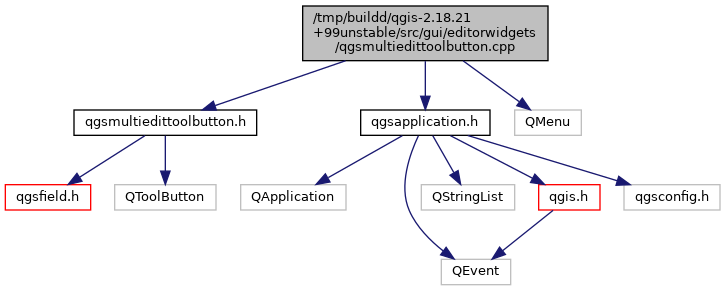 /tmp/buildd/qgis-2.18.21
+99unstable/src/gui/editorwidgets
/qgsmultiedittoolbutton.cpp
qgsmultiedittoolbutton.h
qgsapplication.h
QMenu
qgsfield.h
QToolButton
QApplication
QStringList
qgis.h
qgsconfig.h
QEvent